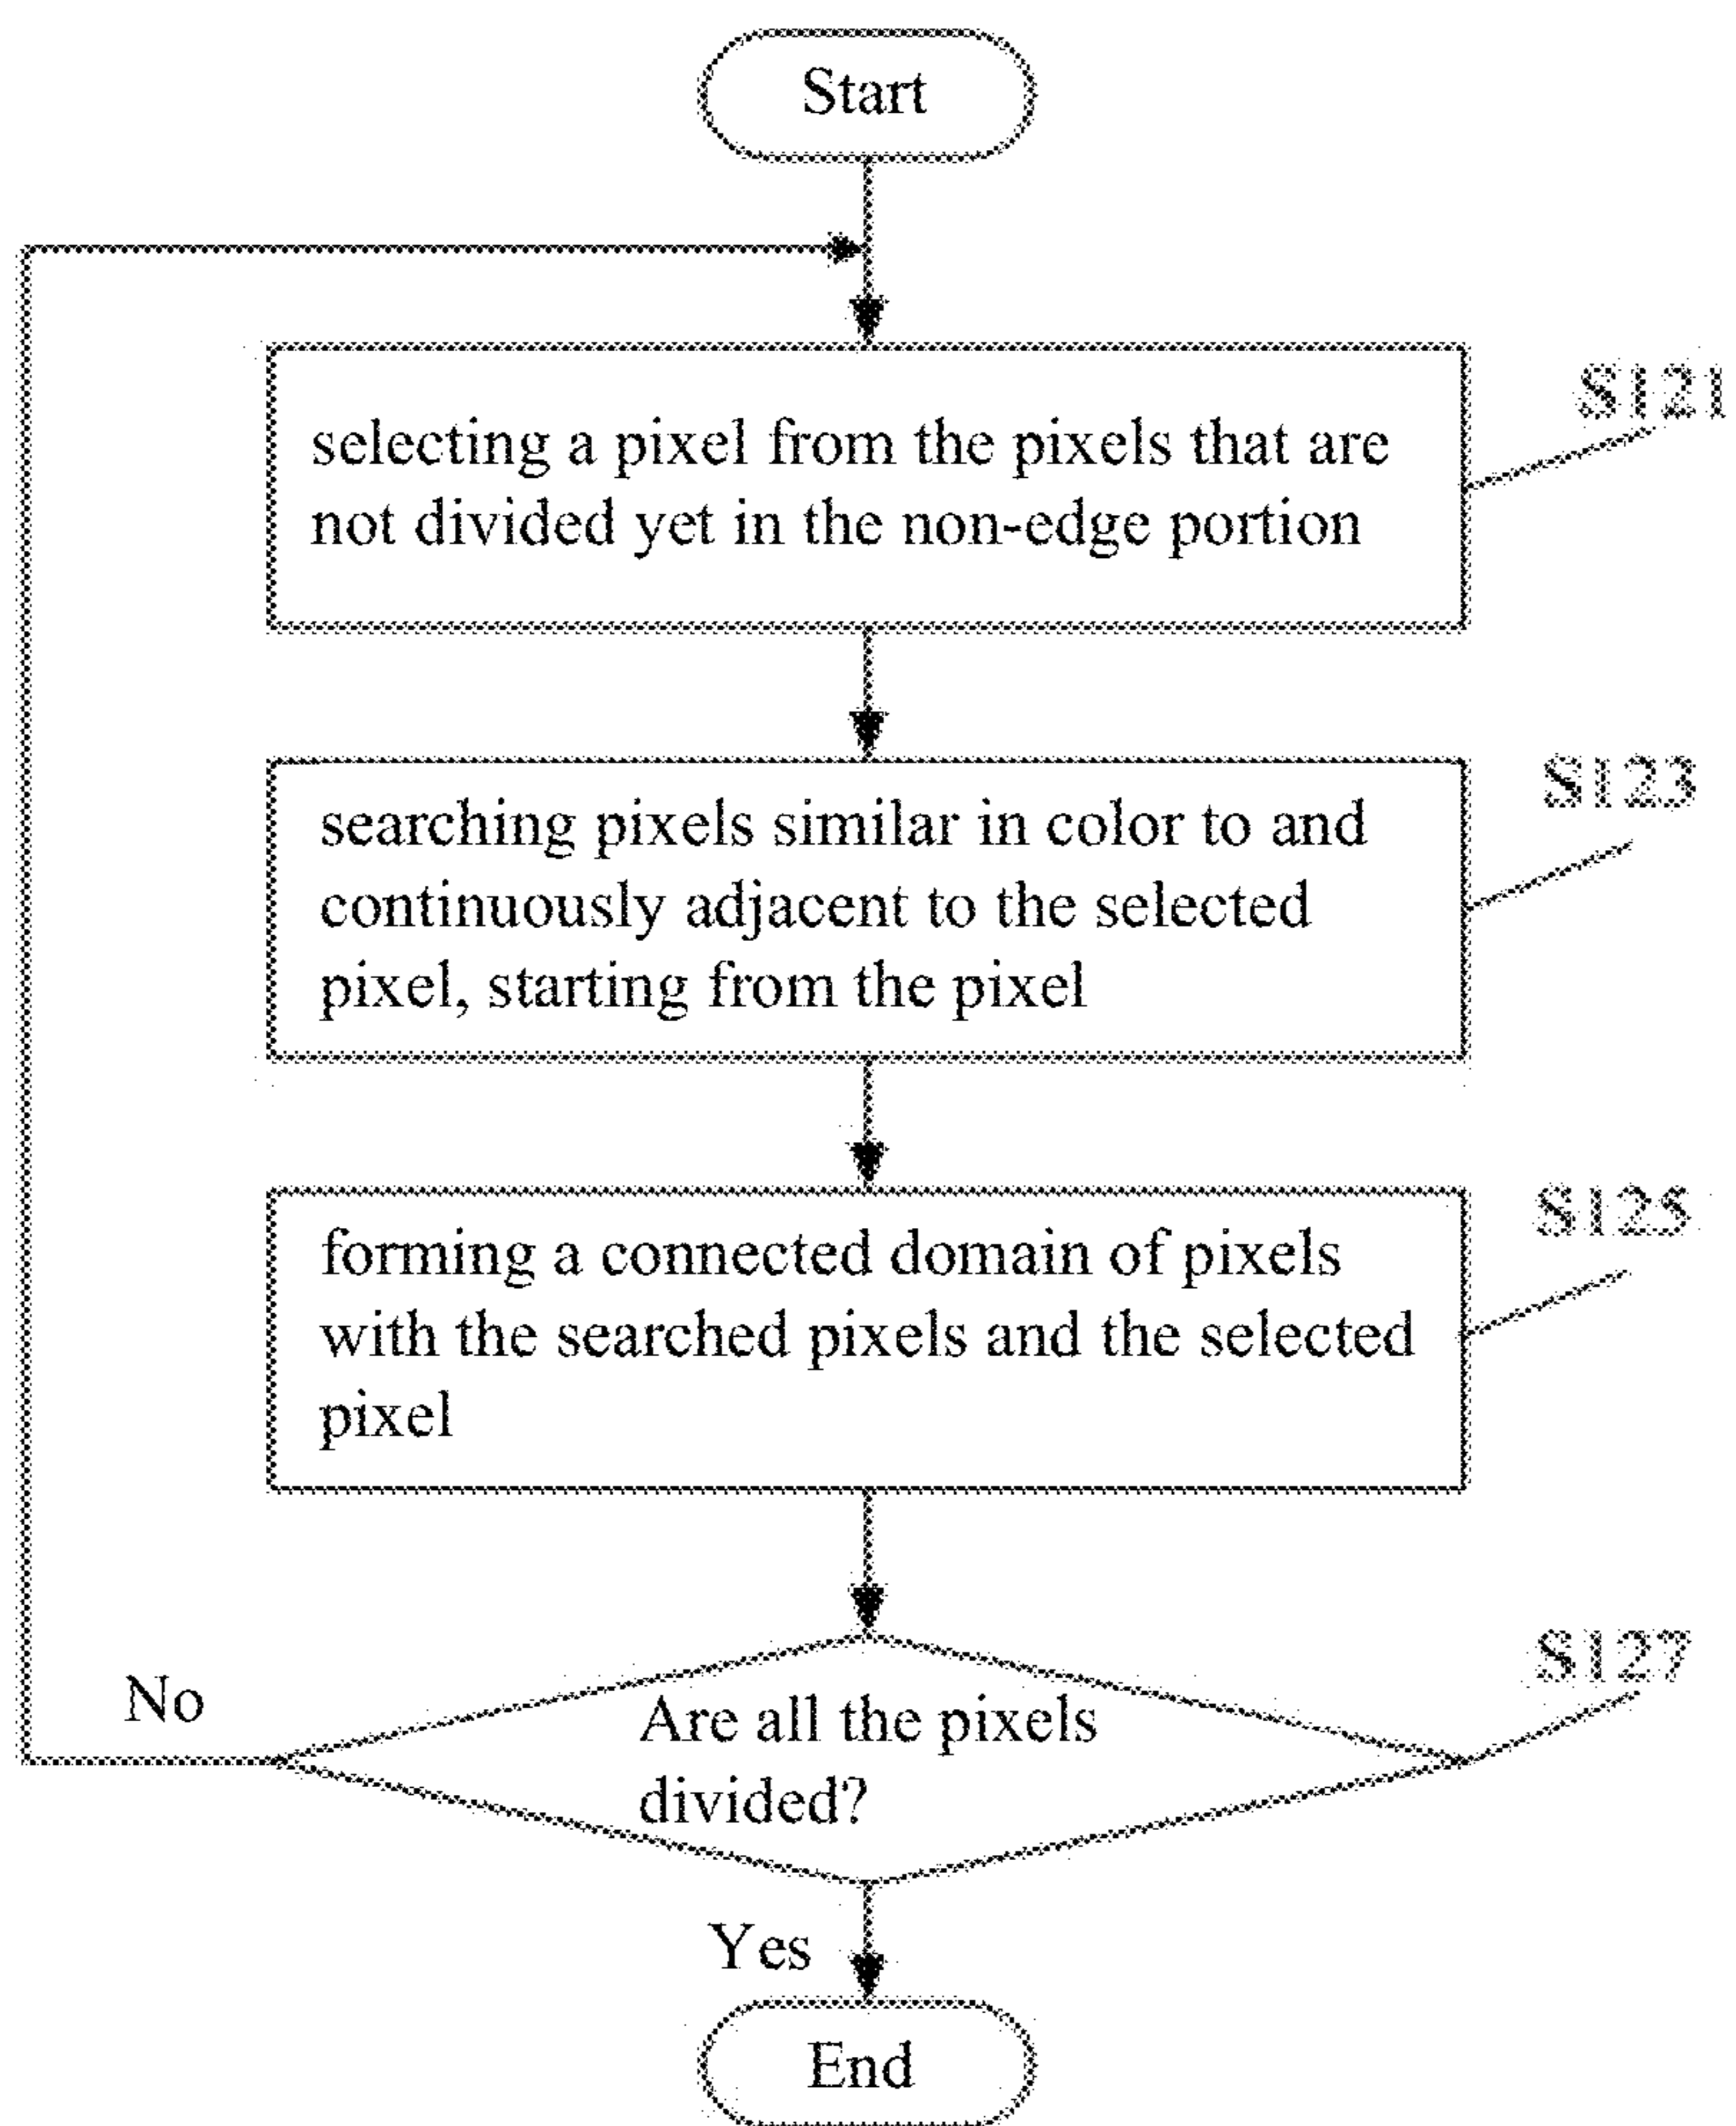 Start
selecting a pixel from the pixels that are
not divided yet in the non-edge portion
S121
searching pixels similar in color to and
continuously adjacent to the selected
pixel, starting from the pixel
S123
forming a connected domain of pixels
with the searched pixels and the selected
pixel
S125
Are all the pixels
divided?
S127
No
Yes
End